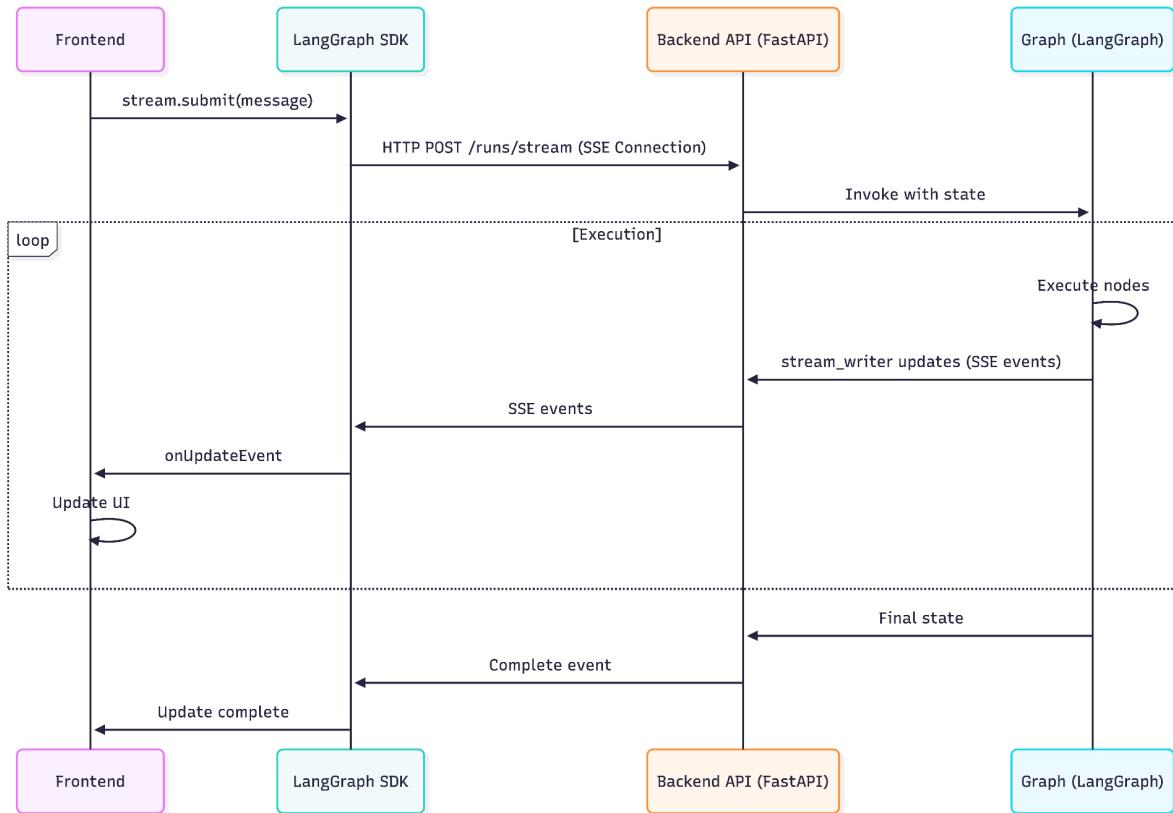 Frontend
LangGraph SDK
Backend API (FastAPI)
Graph (LangGraph)
stream.submit(message)
HTTP POST /runs/stream (SSE Connection)
Invoke with state
loop
[Execution]
Execute nodes
stream_writer updates (SSE events)
SSE events
onUpdateEvent
Update UI
Final state
Complete event
Update complete
Frontend
LangGraph SDK
Backend API (FastAPI)
Graph (LangGraph)